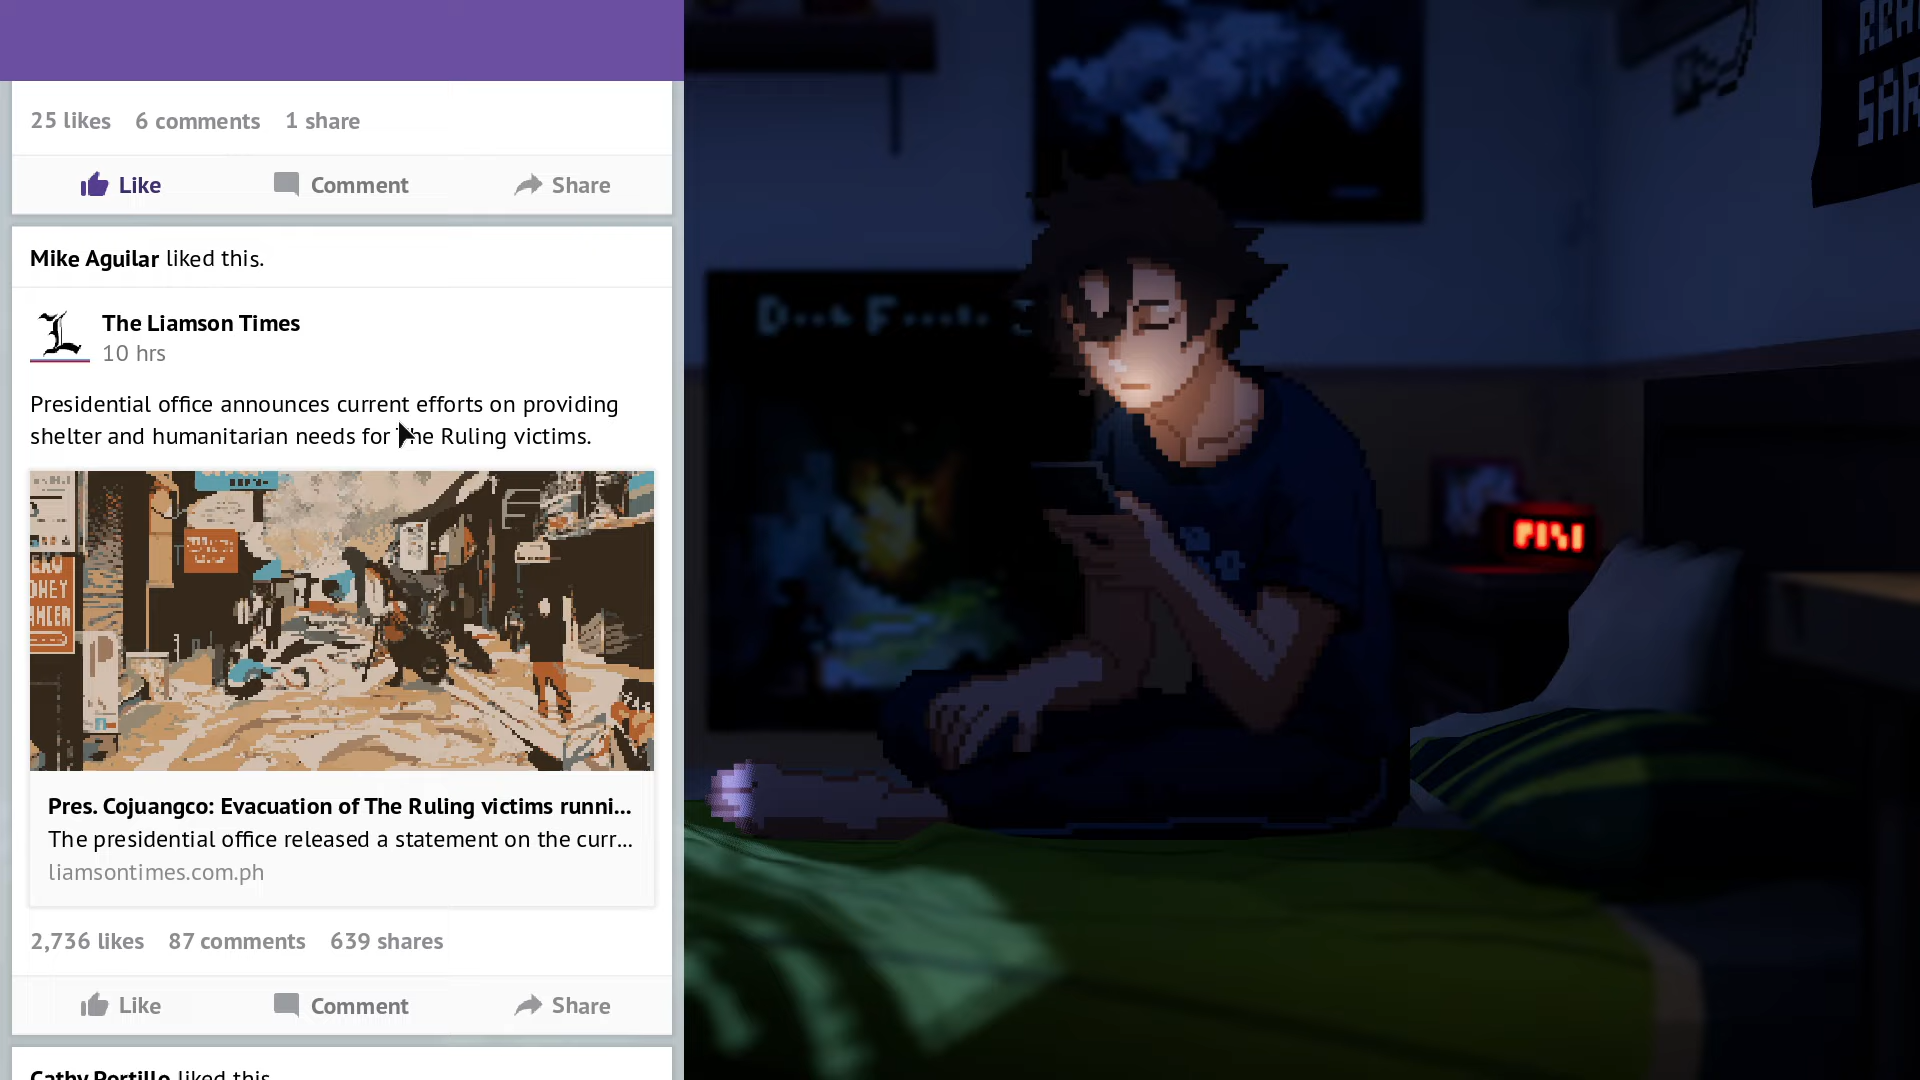 25 likes 6 comments 1 share
Like Comment Share
Mike Aguilar liked this.
The Liamson Times
10 hrs
Presidential office announces current efforts on providing
shelter and humanitarian needs for The Ruling victims.
Pres. Cojuangco: Evacuation of The Ruling victims runni...
The presidential office released a statement on the curr...
liamsontimes.com.ph
2,736 likes 87 comments 639 shares
Like Comment Share
Cathy Portillo liked this.